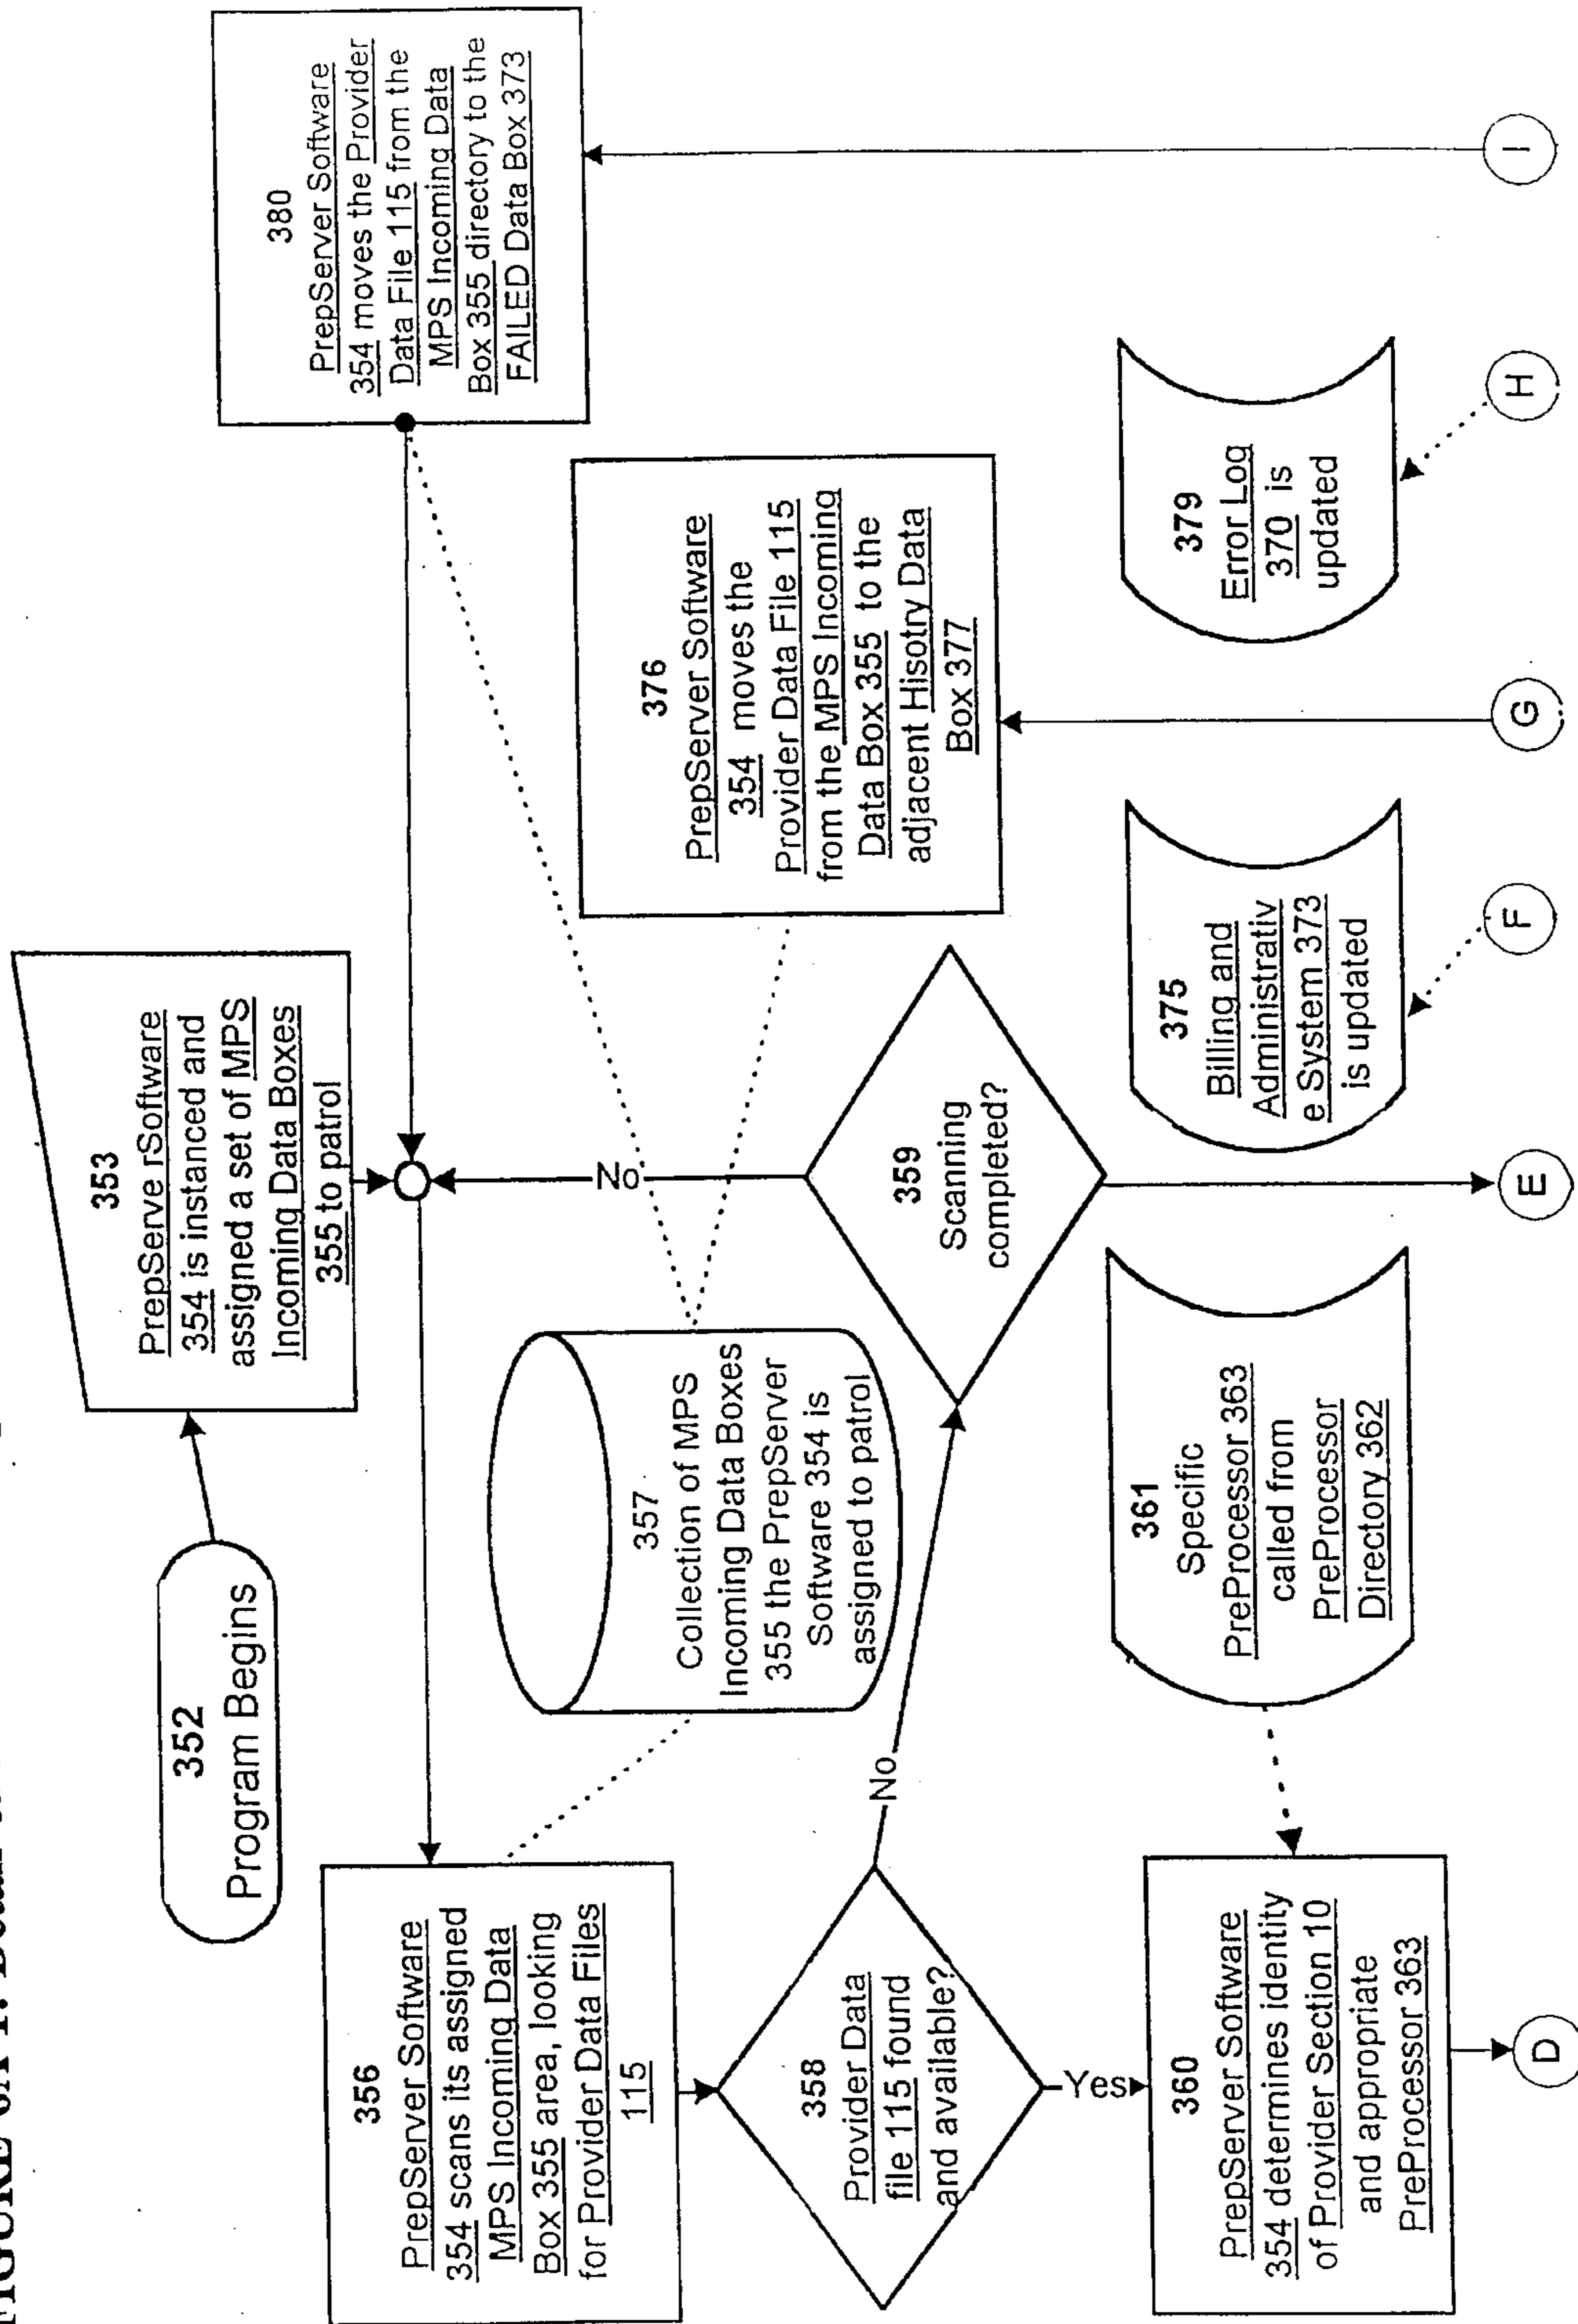 352
Program Begins
353
PrepServe rSoftware
354 is instanced and
assigned a set of MPS
Incoming Data Boxes
355 to patrol
380
PrepServer Software
354 moves the Provider
Data File 115 from the
MPS Incoming Data
Box 355 directory to the
FAILED Data Box 373
356
PrepServer Software
354 scans its assigned
MPS Incoming Data
Box 355 area, looking
for Provider Data Files
115
357
Collection of MPS
Incoming Data Boxes
355 the PrepServer
Software 354 is
assigned to patrol
No
376
PrepServer Software
354 moves the
Provider Data File 115
from the MPS Incoming
Data Box 355 to the
adjacent Hisotry Data
Box 377
358
Provider Data
file 115 found
and available?
No
359
Scanning
completed?
Yes
360
PrepServer Software
354 determines identity
of Provider Section 10
and appropriate
PreProcessor 363
361
Specific
PreProcessor 363
called from
PreProcessor
Directory 362
375
Billing and
Administrativ
e System 373
is updated
379
Error Log
370 is
updated
D
E
F
G
H
I